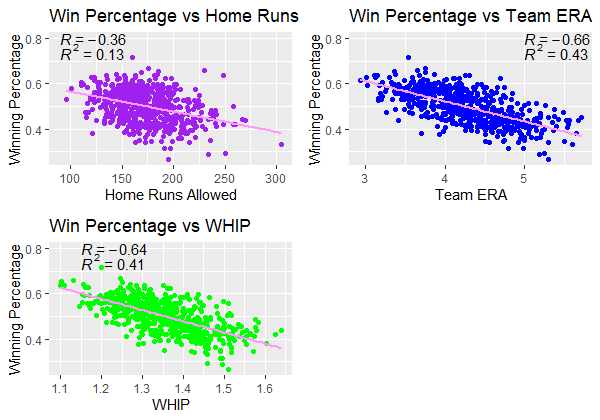 Win Percentage vs Home Runs
R = −0.36
R² = 0.13
Winning Percentage
0.8
0.6
0.4
100 150 200 250 300
Home Runs Allowed
Win Percentage vs Team ERA
R = −0.66
R² = 0.43
Winning Percentage
0.8
0.6
0.4
3 4 5
Team ERA
Win Percentage vs WHIP
R = −0.64
R² = 0.41
Winning Percentage
0.8
0.6
0.4
1.1 1.2 1.3 1.4 1.5 1.6
WHIP